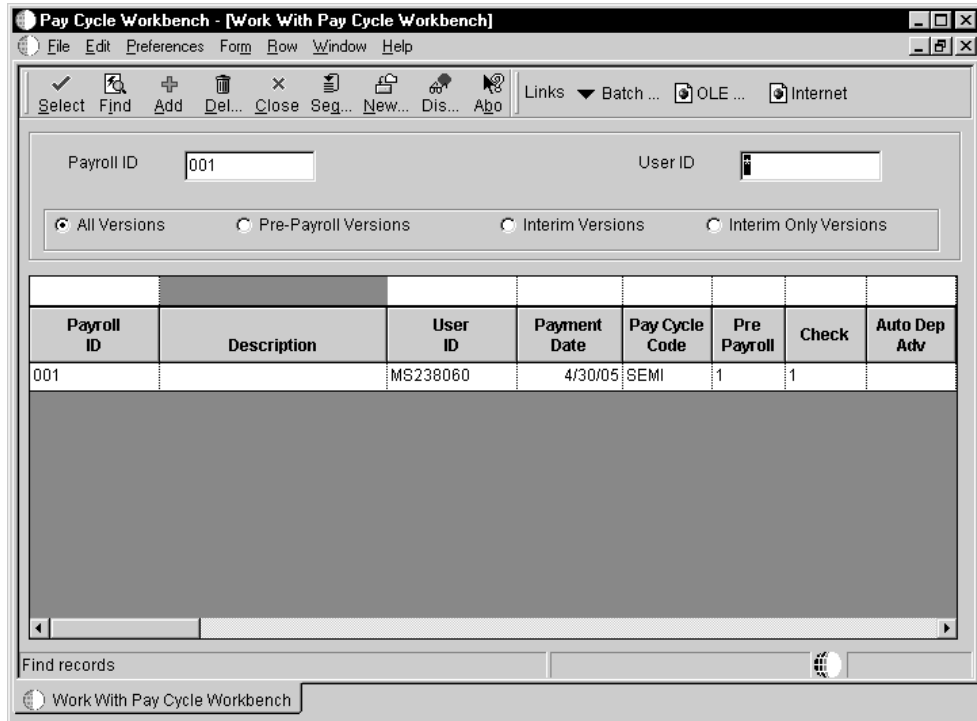 Pay Cycle Workbench - [Work With Pay Cycle Workbench]
File Edit Preferences Form Row Window Help
Select Find Add Del... Close Seq... New... Dis... Abo Links Batch ... OLE ... Internet
Payroll ID 001 User ID *
All Versions Pre-Payroll Versions Interim Versions Interim Only Versions
Payroll ID Description User ID Payment Date Pay Cycle Code Pre Payroll Check Auto Dep Adv
001 MS238060 4/30/05 SEMI 1 1
Find records
Work With Pay Cycle Workbench